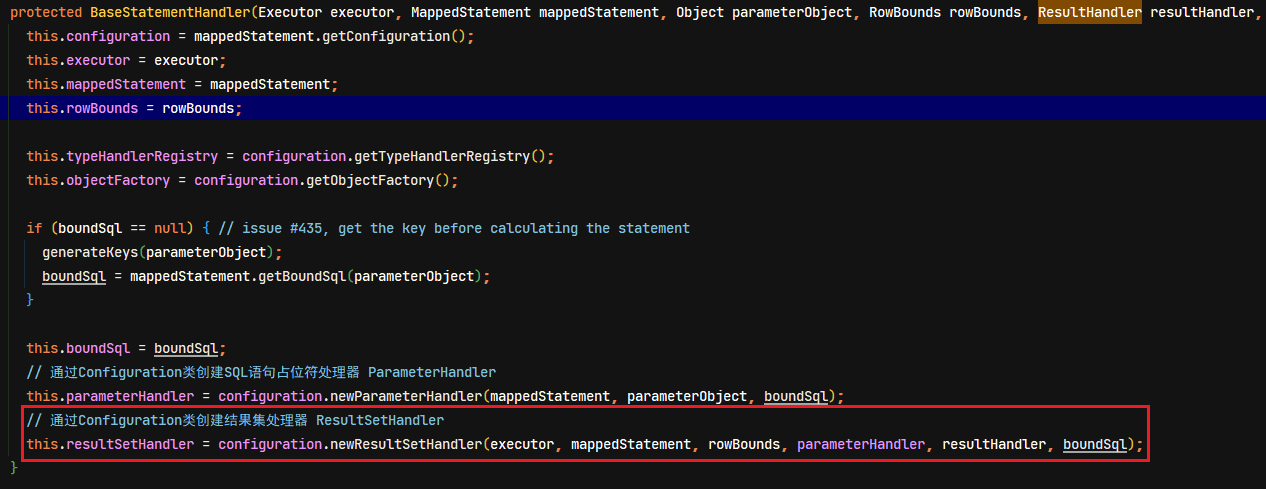 protected BaseStatementHandler(Executor executor, MappedStatement mappedStatement, Object parameterObject, RowBounds rowBounds, ResultHandler resultHandler,
this.configuration = mappedStatement.getConfiguration();
this.executor = executor;
this.mappedStatement = mappedStatement;
this.rowBounds = rowBounds;
this.typeHandlerRegistry = configuration.getTypeHandlerRegistry();
this.objectFactory = configuration.getObjectFactory();
if (boundSql == null) { // issue #435, get the key before calculating the statement
generateKeys(parameterObject);
boundSql = mappedStatement.getBoundSql(parameterObject);
}
this.boundSql = boundSql;
// 通过Configuration类创建SQL语句占位符处理器 ParameterHandler
this.parameterHandler = configuration.newParameterHandler(mappedStatement, parameterObject, boundSql);
// 通过Configuration类创建结果集处理器 ResultSetHandler
this.resultSetHandler = configuration.newResultSetHandler(executor, mappedStatement, rowBounds, parameterHandler, resultHandler, boundSql);
}